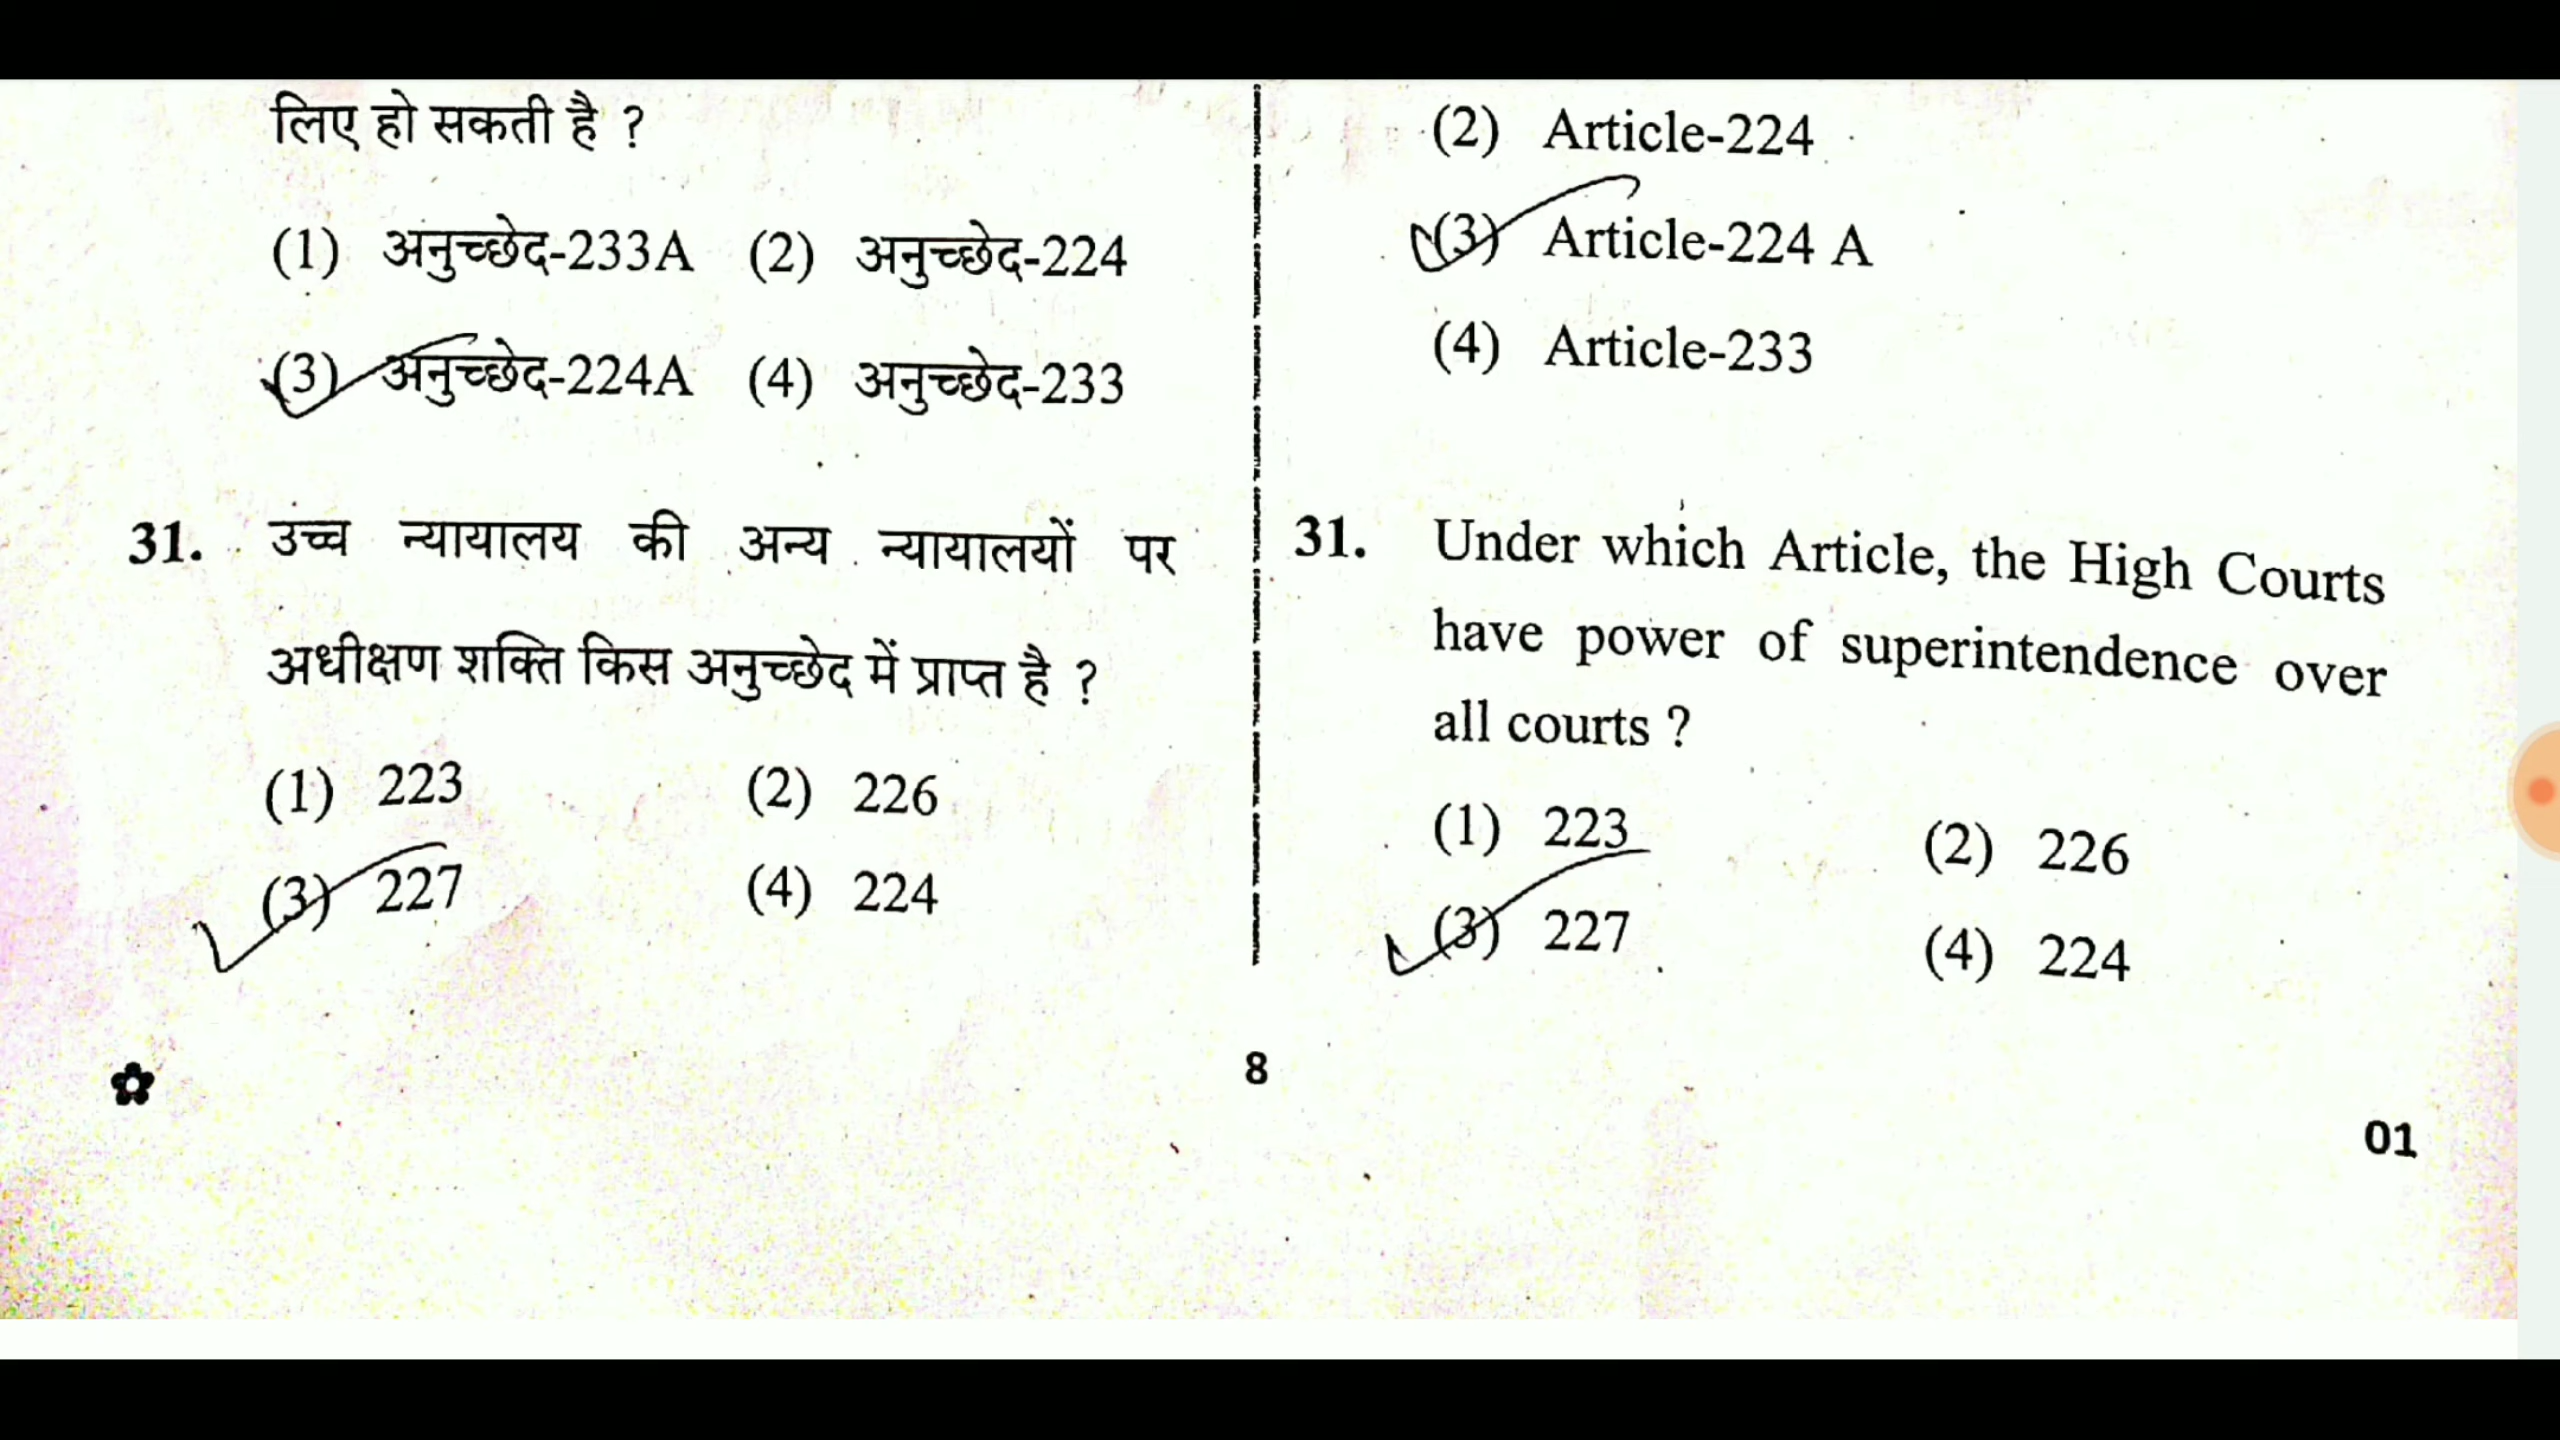 लिए हो सकती है ?
(1) अनुच्छेद-233A (2) अनुच्छेद-224
(3) अनुच्छेद-224A (4) अनुच्छेद-233
31. उच्च न्यायालय की अन्य न्यायालयों पर
अधीक्षण शक्ति किस अनुच्छेद में प्राप्त है ?
(1) 223 (2) 226
(3) 227 (4) 224
(2) Article-224
(3) Article-224 A
(4) Article-233
31. Under which Article, the High Courts
have power of superintendence over
all courts ?
(1) 223 (2) 226
(3) 227 (4) 224
8
01